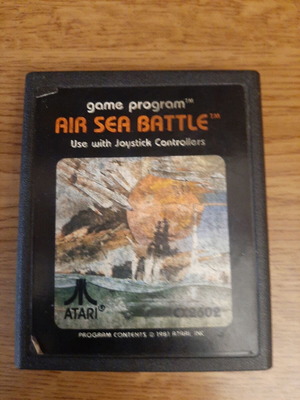 game program™
AIR SEA BATTLE™
Use with Joystick Controllers
ATARI®
CX2602
PROGRAM CONTENTS © 1981 ATARI, INC.